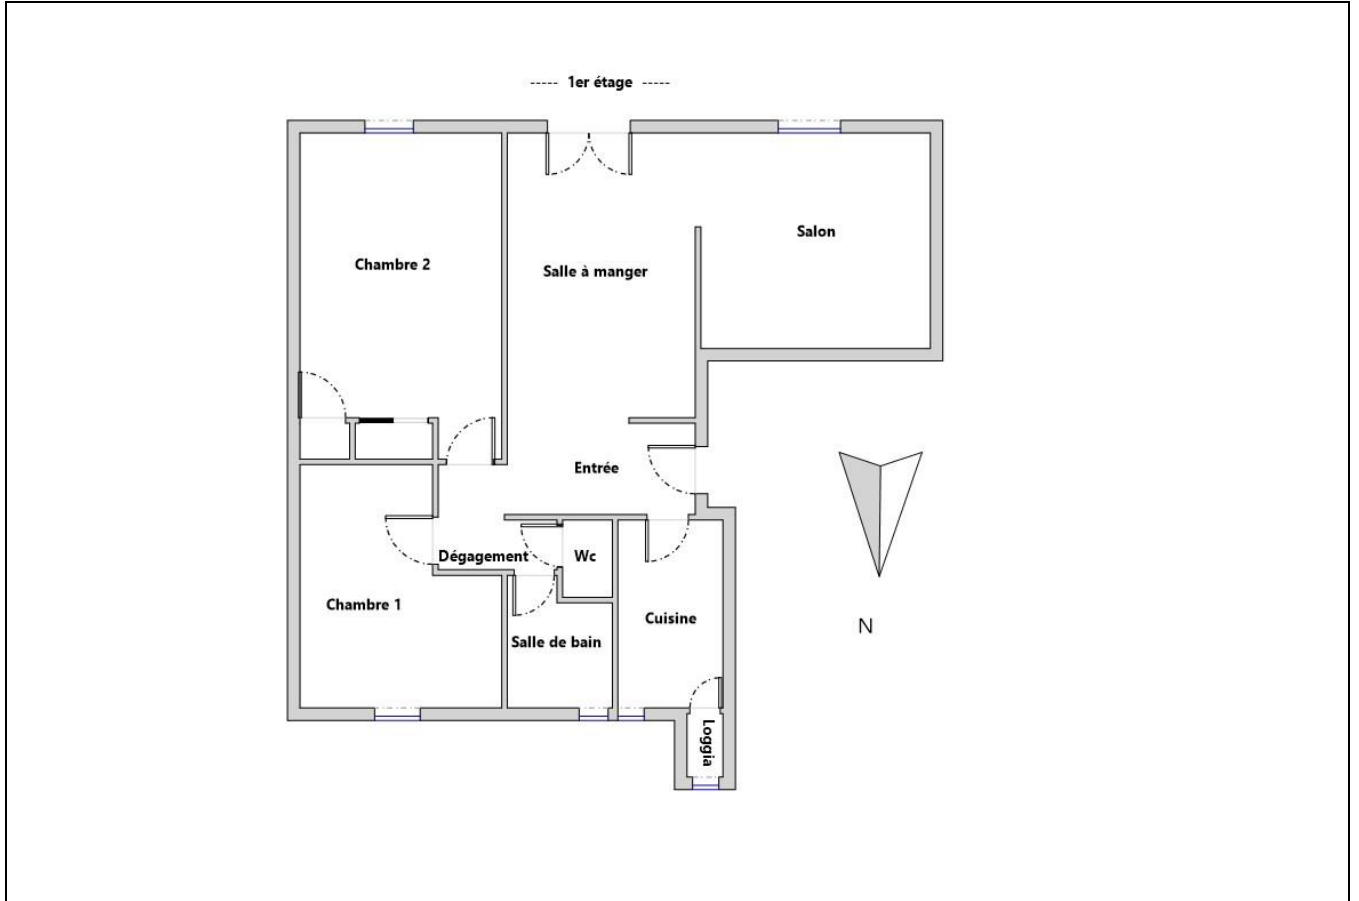 ----- 1er étage -----
Salon
Chambre 2
Salle à manger
Entrée
Dégagement
Wc
Chambre 1
Cuisine
Salle de bain
N
Loggia